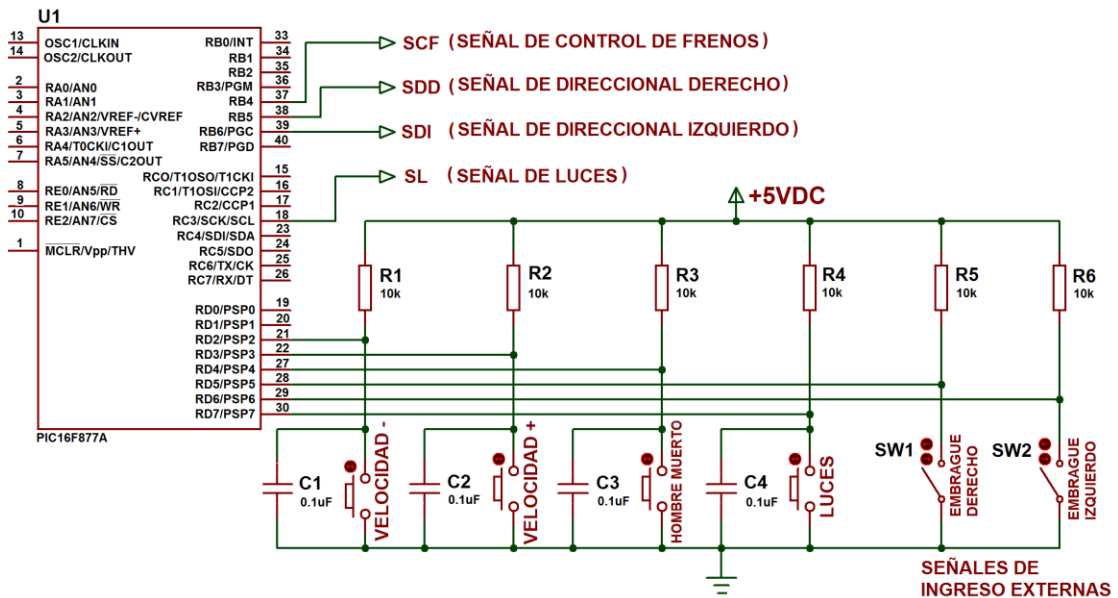 U1
13 OSC1/CLKIN
14 OSC2/CLKOUT
2 RA0/AN0
3 RA1/AN1
4 RA2/AN2/VREF-/CVREF
5 RA3/AN3/VREF+
6 RA4/T0CKI/C1OUT
7 RA5/AN4/SS/C2OUT
8 RE0/AN5/RD
9 RE1/AN6/WR
10 RE2/AN7/CS
1 MCLR/Vpp/THV
RB0/INT 33
RB1 34
RB2 35
RB3/PGM 36
RB4 37
RB5 38
RB6/PGC 39
RB7/PGD 40
RCO/T1OSO/T1CKI 15
RC1/T1OSI/CCP2 16
RC2/CCP1 17
RC3/SCK/SCL 18
RC4/SDI/SDA 23
RC5/SDO 24
RC6/TX/CK 25
RC7/RX/DT 26
RD0/PSP0 19
RD1/PSP1 20
RD2/PSP2 21
RD3/PSP3 22
RD4/PSP4 27
RD5/PSP5 28
RD6/PSP6 29
RD7/PSP7 30
PIC16F877A
SCF (SEÑAL DE CONTROL DE FRENOS)
SDD (SEÑAL DE DIRECCIONAL DERECHO)
SDI (SEÑAL DE DIRECCIONAL IZQUIERDO)
SL (SEÑAL DE LUCES)
+5VDC
R1
10k
R2
10k
R3
10k
R4
10k
R5
10k
R6
10k
C1
0.1uF
VELOCIDAD -
C2
0.1uF
VELOCIDAD +
C3
0.1uF
HOMBRE MUERTO
C4
0.1uF
LUCES
SW1
EMBRAGUE
DERECHO
SW2
EMBRAGUE
IZQUIERDO
SEÑALES DE
INGRESO EXTERNAS